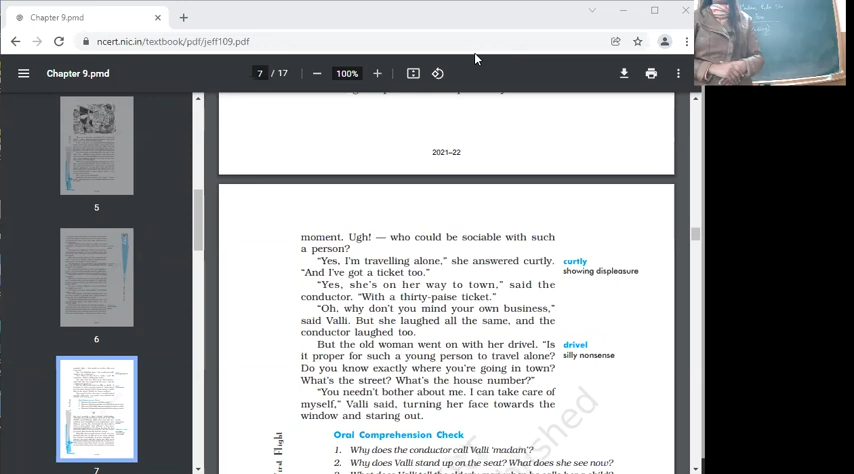 Chapter 9.pmd
ncert.nic.in/textbook/pdf/jeff109.pdf
Chapter 9.pmd
7 / 17
100%
5
6
7
2021–22
moment. Ugh! — who could be sociable with such
a person?
“Yes, I’m travelling alone,” she answered curtly.
“And I’ve got a ticket too.”
“Yes, she’s on her way to town,” said the
conductor. “With a thirty-paise ticket.”
“Oh, why don’t you mind your own business,”
said Valli. But she laughed all the same, and the
conductor laughed too.
But the old woman went on with her drivel. “Is
it proper for such a young person to travel alone?
Do you know exactly where you’re going in town?
What’s the street? What’s the house number?”
“You needn’t bother about me. I can take care of
myself,” Valli said, turning her face towards the
window and staring out.
curtly
showing displeasure
drivel
silly nonsense
Oral Comprehension Check
1. Why does the conductor call Valli ‘madam’?
2. Why does Valli stand up on the seat? What does she see now?
First Flight